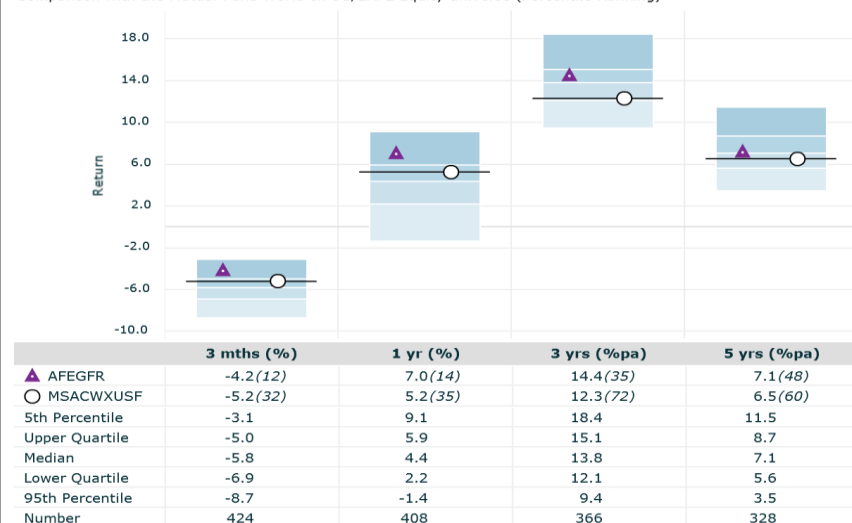 18.0
14.0
10.0
6.0
2.0
-2.0
-6.0
-10.0
Return
3 mths (%) 1 yr (%) 3 yrs (%pa) 5 yrs (%pa)
AFEGFR -4.2(12) 7.0(14) 14.4(35) 7.1(48)
MSACWXUSF -5.2(32) 5.2(35) 12.3(72) 6.5(60)
5th Percentile -3.1 9.1 18.4 11.5
Upper Quartile -5.0 5.9 15.1 8.7
Median -5.8 4.4 13.8 7.1
Lower Quartile -6.9 2.2 12.1 5.6
95th Percentile -8.7 -1.4 9.4 3.5
Number 424 408 366 328